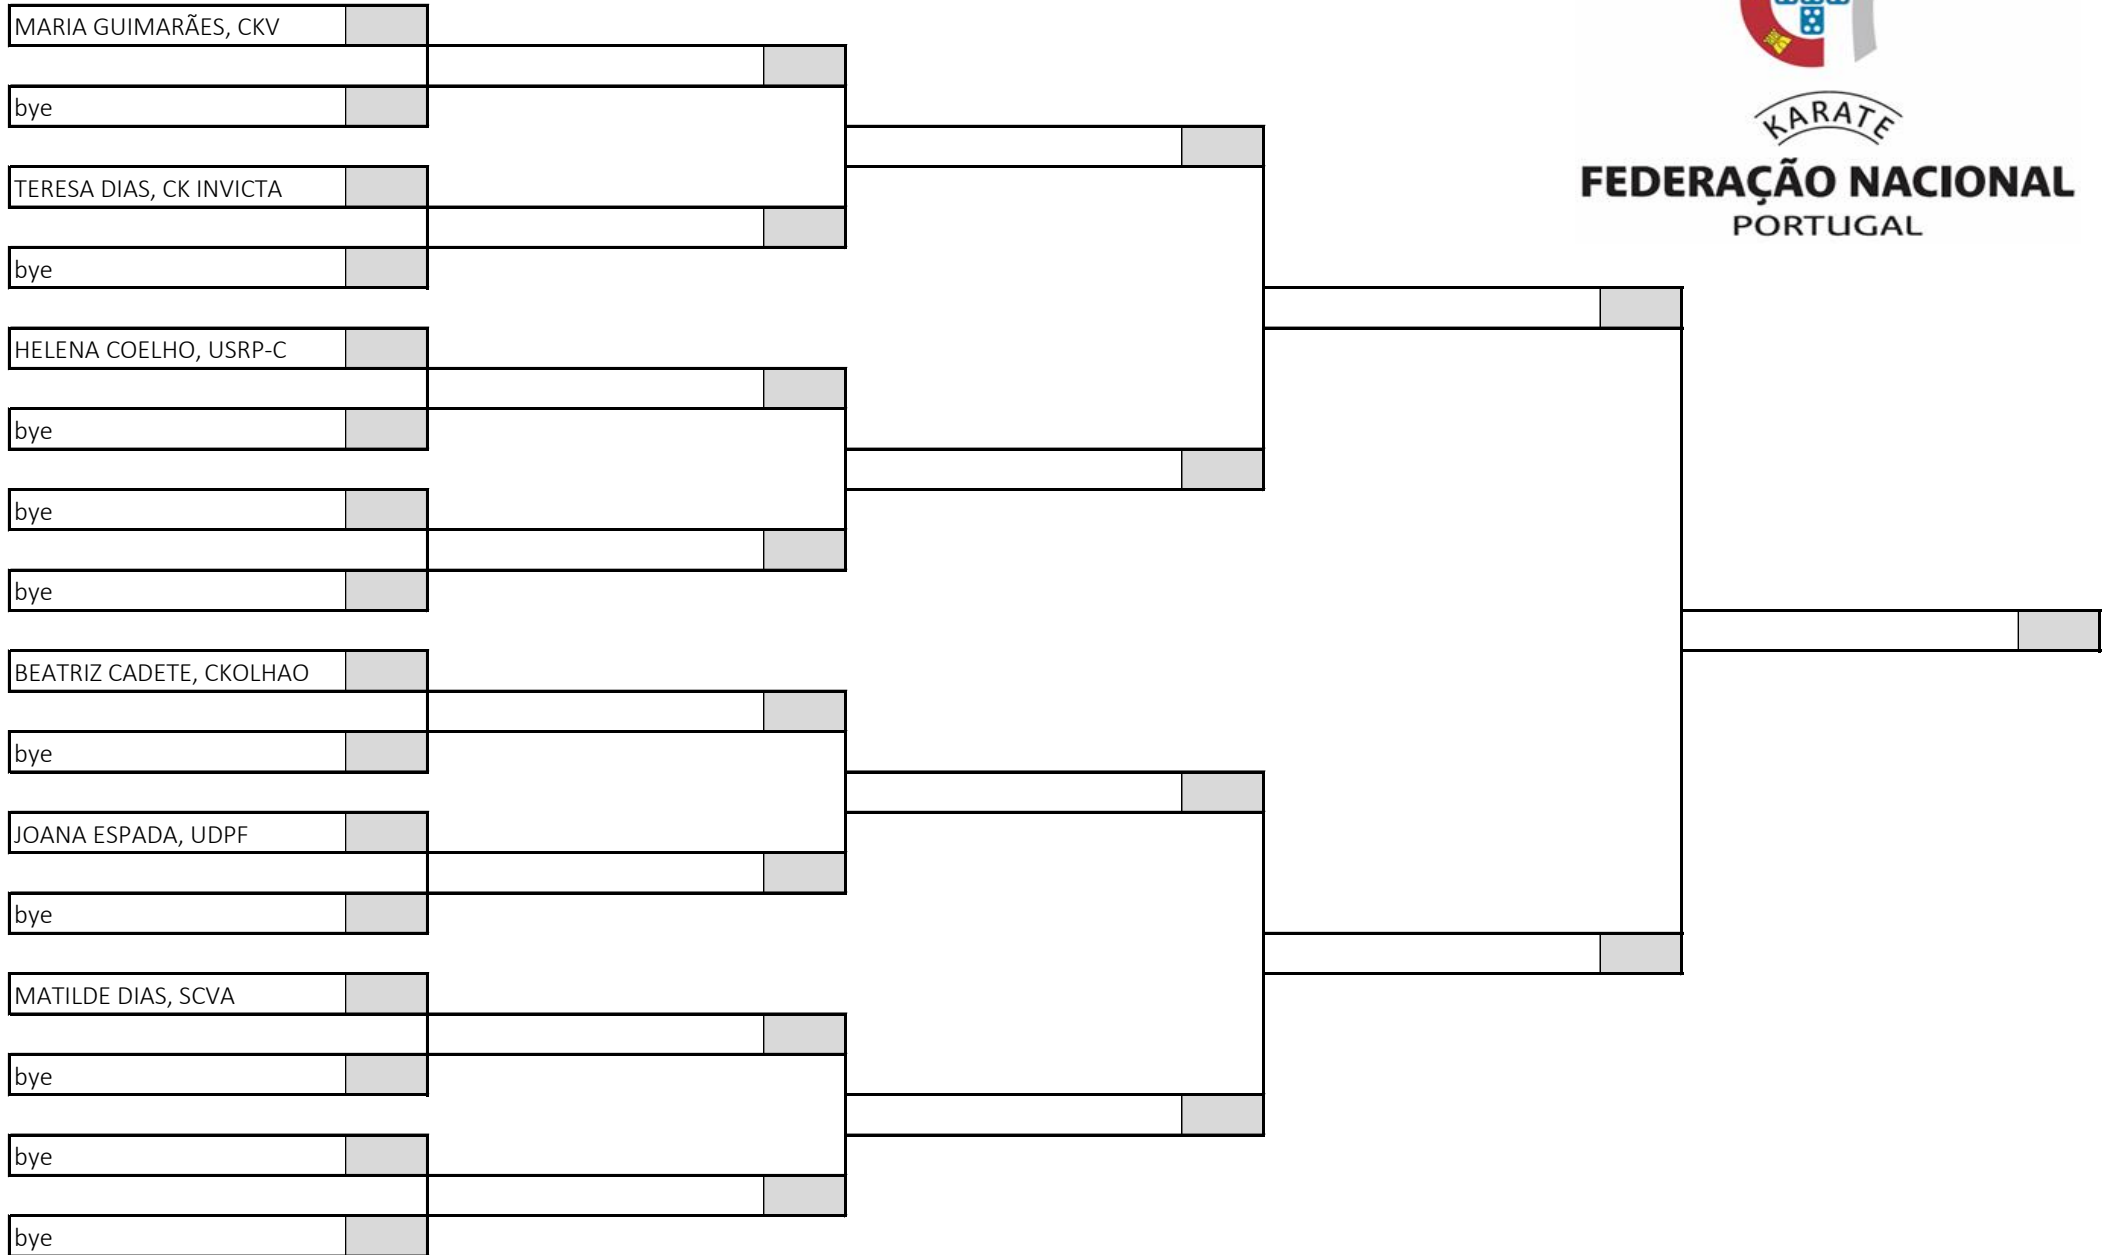 MARIA GUIMARÃES, CKV
bye
TERESA DIAS, CK INVICTA
bye
HELENA COELHO, USRP-C
bye
bye
bye
BEATRIZ CADETE, CKOLHAO
bye
JOANA ESPADA, UDPF
bye
MATILDE DIAS, SCVA
bye
bye
bye
KARATE
FEDERAÇÃO NACIONAL
PORTUGAL